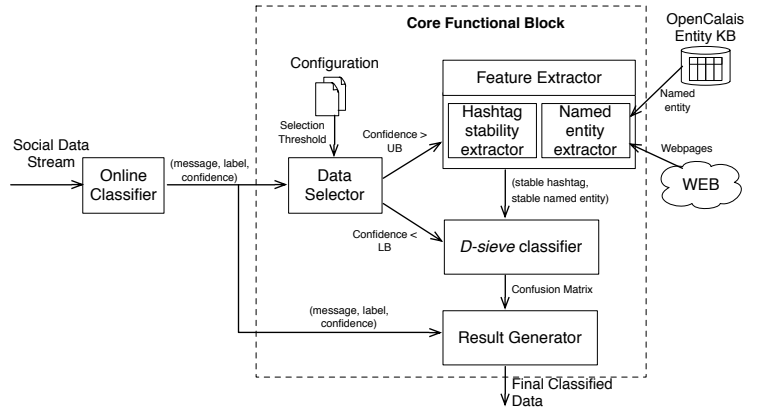 Core Functional Block
OpenCalais
Entity KB
Configuration
Feature Extractor
Named
entity
Selection
Threshold
Hashtag
stability
extractor
Named
entity
extractor
Confidence >
UB
Social Data
Stream
Online
Classifier
(message, label,
confidence)
Data
Selector
Webpages
WEB
(stable hashtag,
stable named entity)
Confidence <
LB
D-sieve classifier
Confusion Matrix
(message, label,
confidence)
Result Generator
Final Classified
Data